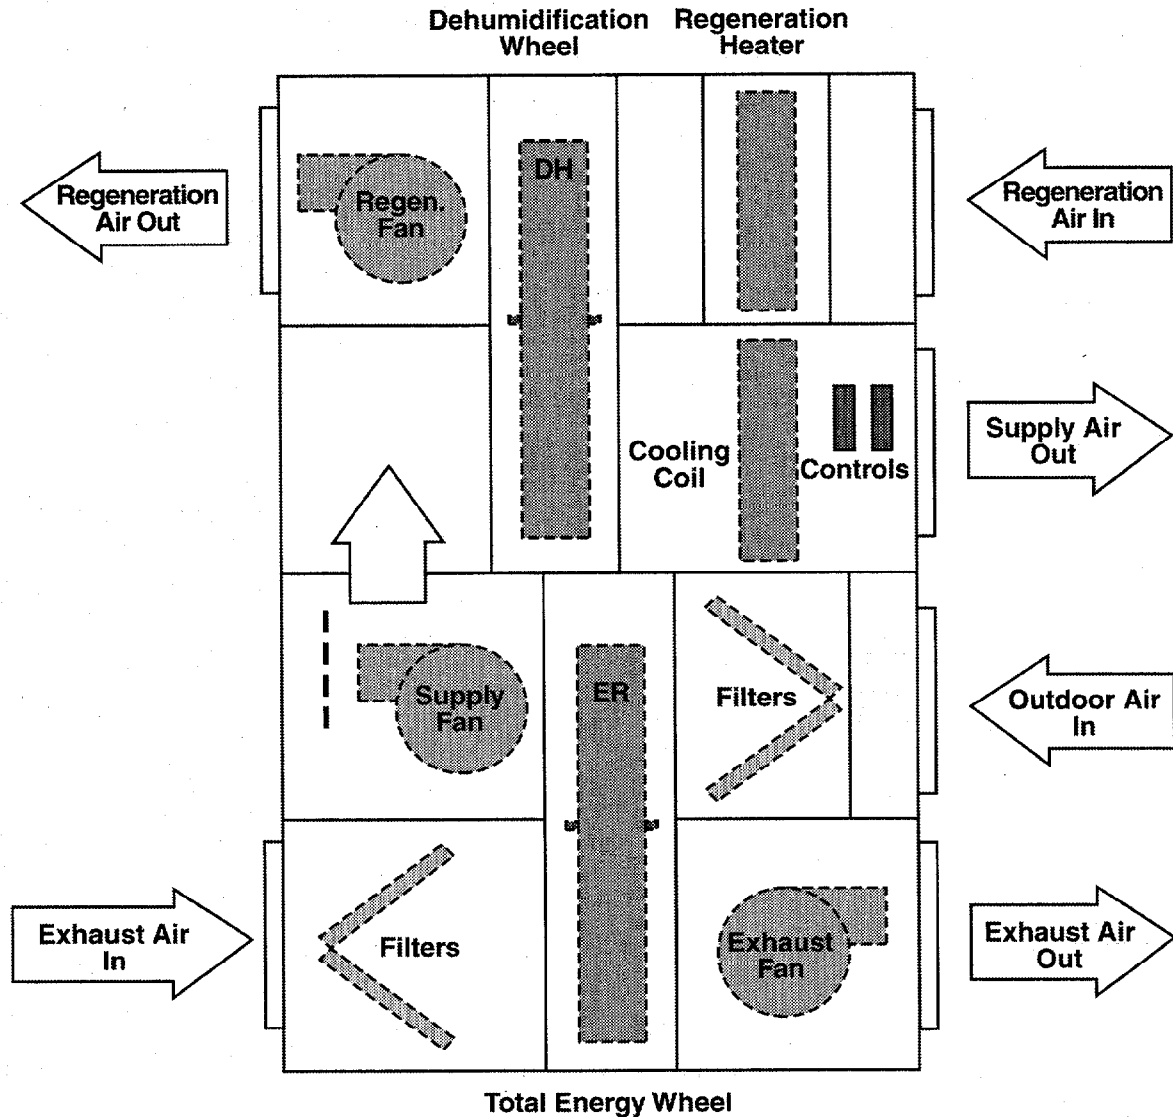 Dehumidification
Wheel
Regeneration
Heater
Regeneration
Air Out
Regen.
Fan
DH
Regeneration
Air In
Cooling
Coil
Controls
Supply Air
Out
Supply
Fan
ER
Filters
Outdoor Air
In
Exhaust Air
In
Filters
Exhaust
Fan
Exhaust Air
Out
Total Energy Wheel